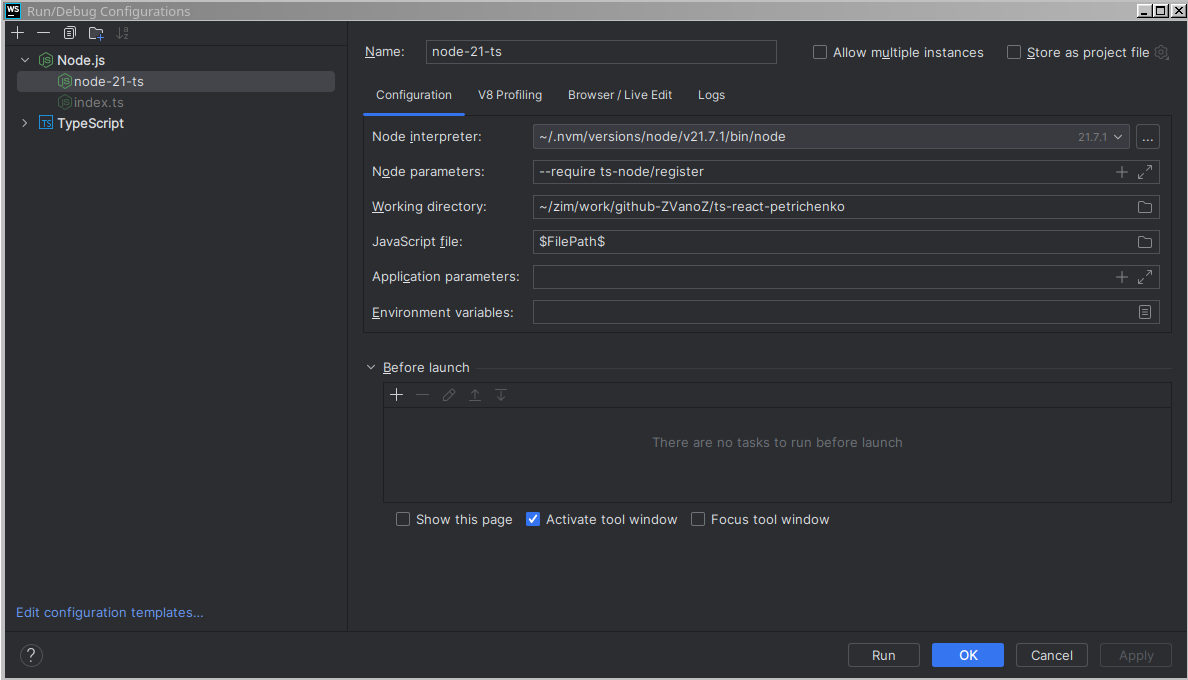 WS Run/Debug Configurations
Node.js
node-21-ts
index.ts
TS TypeScript
Edit configuration templates...
?
Name: node-21-ts Allow multiple instances Store as project file
Configuration V8 Profiling Browser / Live Edit Logs
Node interpreter: ~/.nvm/versions/node/v21.7.1/bin/node 21.7.1 ...
Node parameters: --require ts-node/register
Working directory: ~/zim/work/github-ZVanoZ/ts-react-petrichenko
JavaScript file: $FilePath$
Application parameters:
Environment variables:
Before launch
There are no tasks to run before launch
Show this page Activate tool window Focus tool window
Run OK Cancel Apply